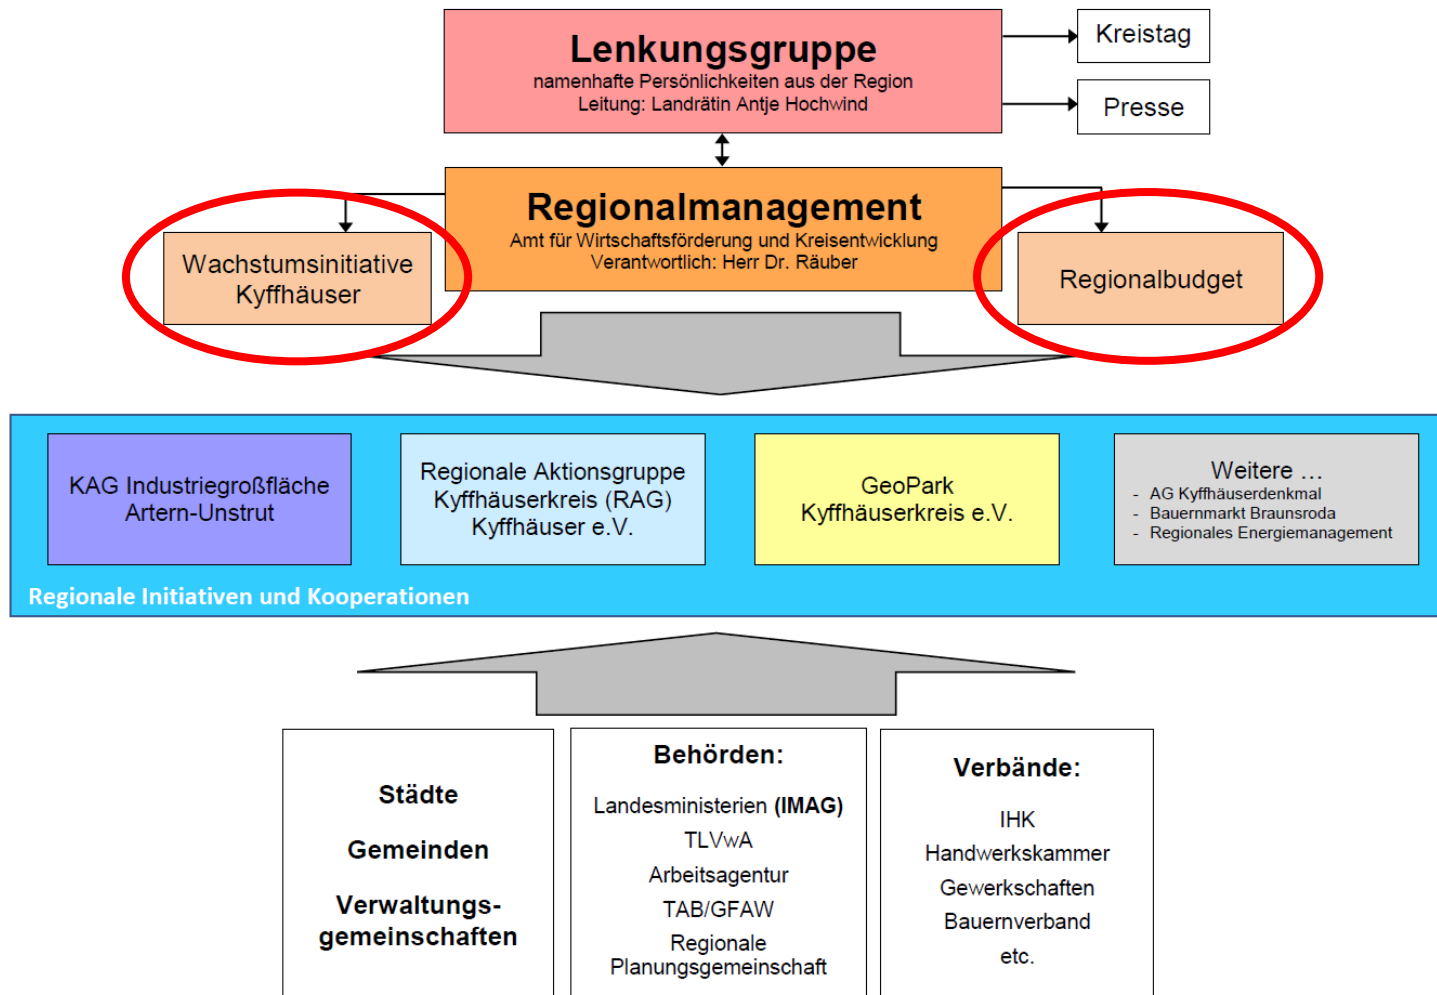 Lenkungsgruppe
namenhafte Persönlichkeiten aus der Region
Leitung: Landrätin Antje Hochwind
Kreistag
Presse
Regionalmanagement
Amt für Wirtschaftsförderung und Kreisentwicklung
Verantwortlich: Herr Dr. Räuber
Wachstumsinitiative
Kyffhäuser
Regionalbudget
KAG Industriegroßfläche
Artern-Unstrut
Regionale Aktionsgruppe
Kyffhäuserkreis (RAG)
Kyffhäuser e.V.
GeoPark
Kyffhäuserkreis e.V.
Weitere ...
- AG Kyffhäuserdenkmal
- Bauernmarkt Braunsroda
- Regionales Energiemanagement
Regionale Initiativen und Kooperationen
Städte
Gemeinden
Verwaltungs-
gemeinschaften
Behörden:
Landesministerien (IMAG)
TLVwA
Arbeitsagentur
TAB/GFAW
Regionale
Planungsgemeinschaft
Verbände:
IHK
Handwerkskammer
Gewerkschaften
Bauernverband
etc.